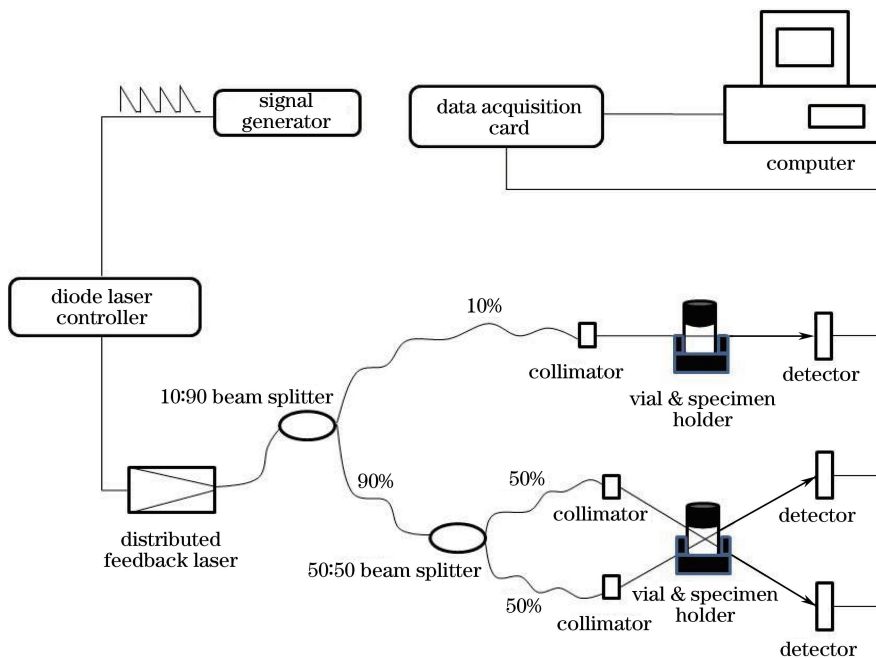 signal
generator
data acquisition
card
computer
diode laser
controller
10%
collimator
vial & specimen
holder
detector
10:90 beam splitter
90%
distributed
feedback laser
50:50 beam splitter
50%
collimator
50%
collimator
vial & specimen
holder
detector
detector